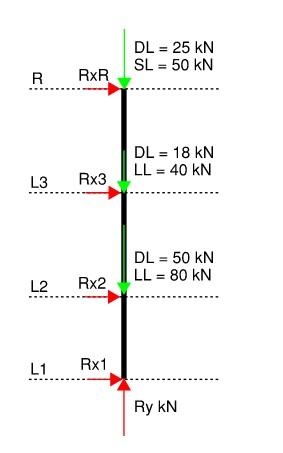 DL = 25 kN
SL = 50 kN
R RxR
DL = 18 kN
LL = 40 kN
L3 Rx3
DL = 50 kN
LL = 80 kN
L2 Rx2
L1 Rx1
Ry kN